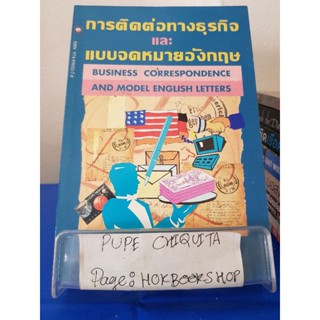 การติดต่อทางธุรกิจ
และ
แบบจดหมายอังกฤษ
BUSINESS CORRESPONDENCE
AND MODEL ENGLISH LETTERS
PUPE CHIQUITA
Page: HOKBOOKSHOP